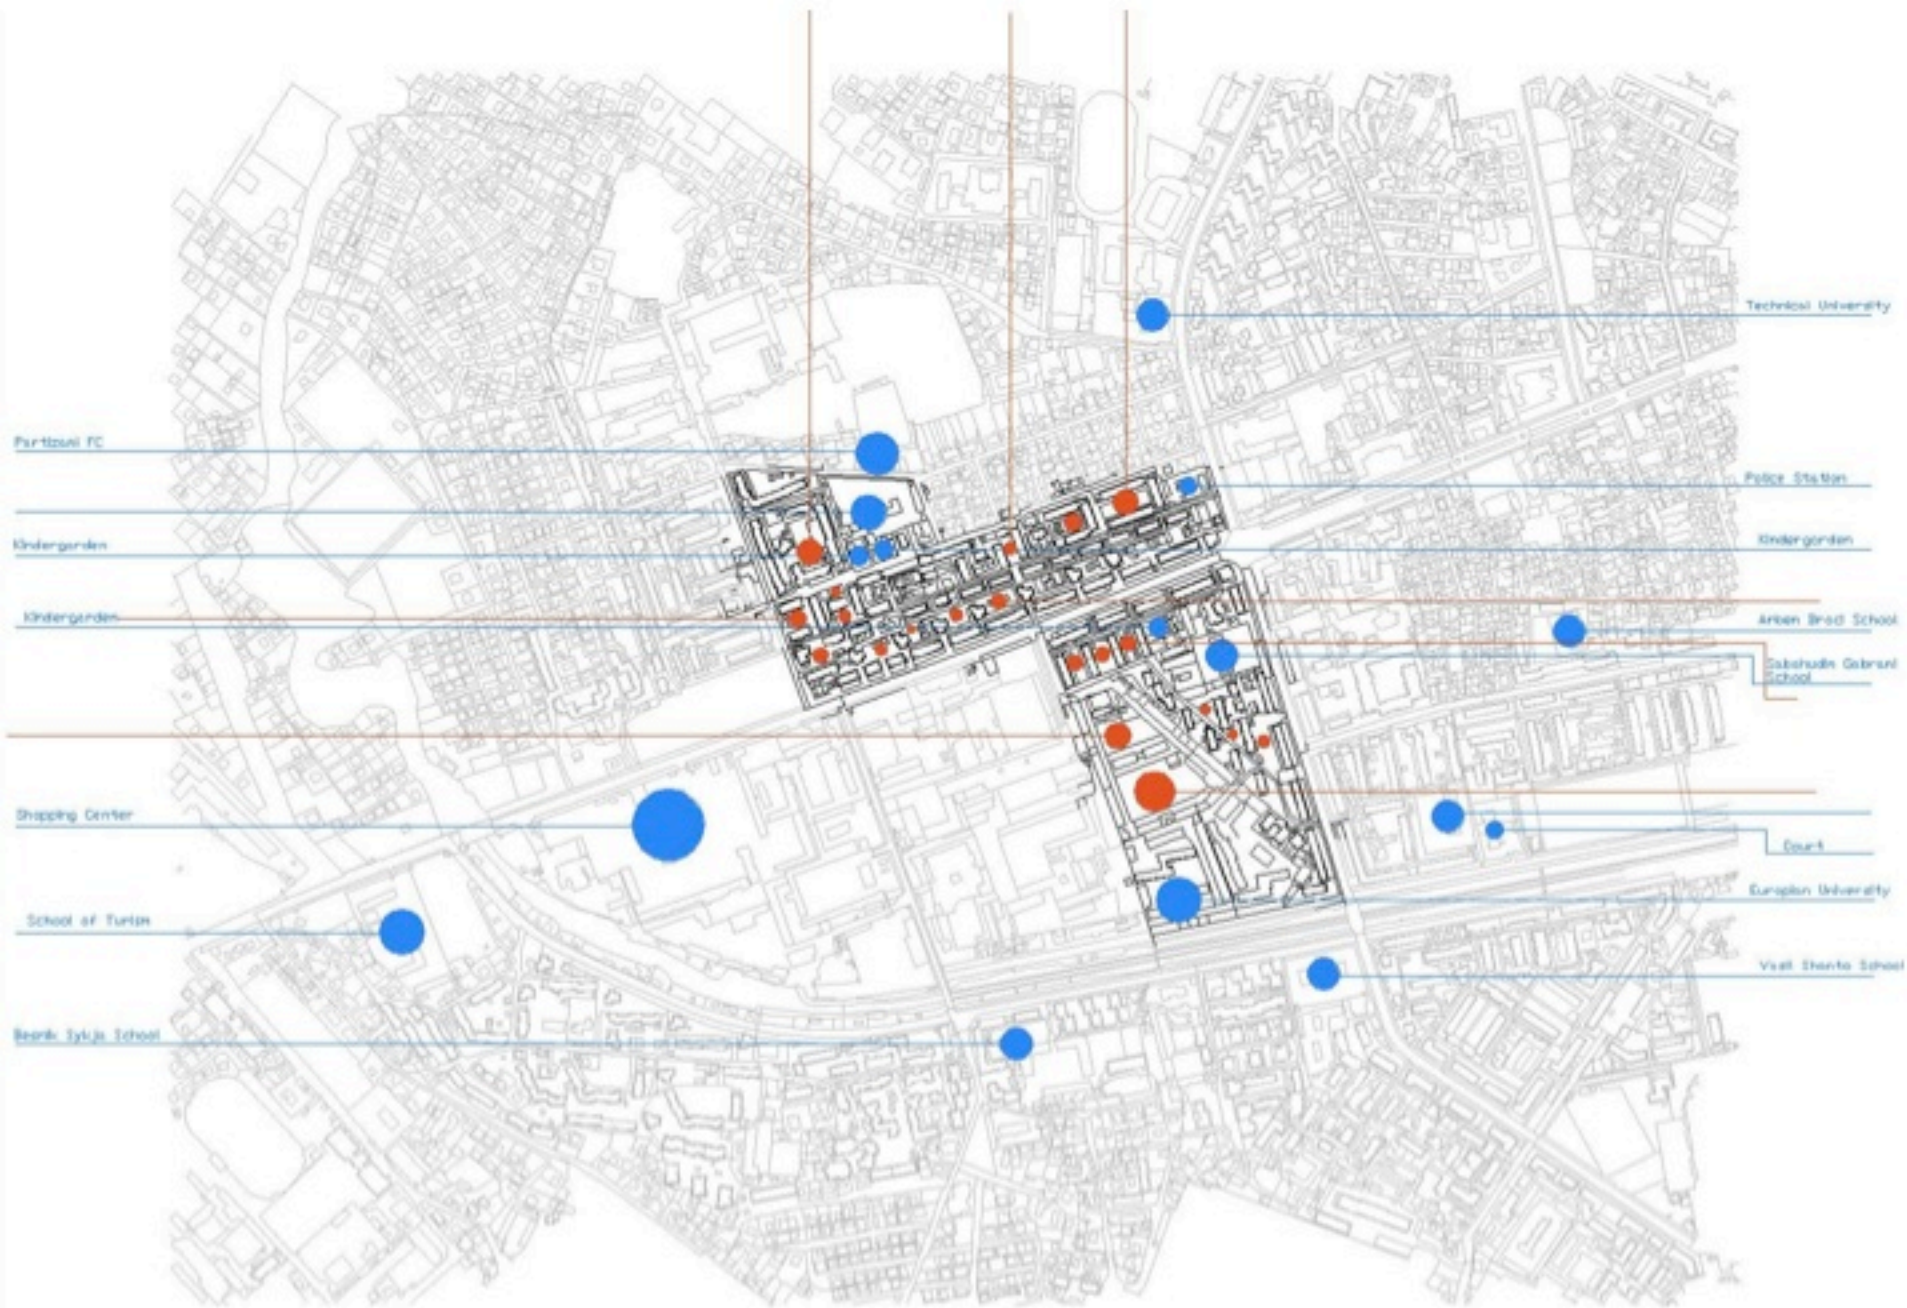 Technical University
Partizani FC
Police Station
Kindergarden
Kindergarden
Kindergarden
Arben Broci School
Sabahudin Gabrani
School
Shopping Center
Court
Europian University
School of Turism
Vasil Shanto School
Besnik Sykja School